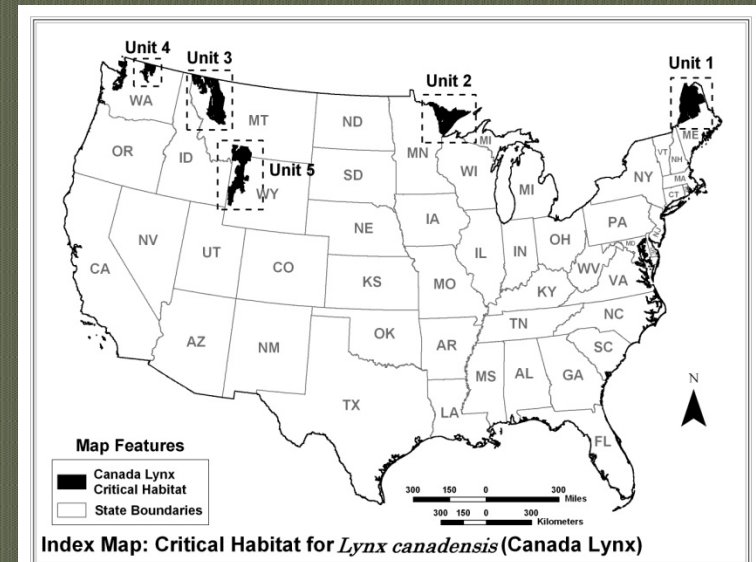 Unit 4
Unit 3
Unit 2
Unit 1
WA
MT
ND
MN
MI
ME
VT
NH
OR
ID
Unit 5
WY
SD
WI
MI
NY
MA
CT
NV
UT
NE
IA
PA
CA
CO
IL
IN
OH
MD
WV
VA
KS
MO
KY
AZ
NM
OK
AR
TN
NC
SC
TX
LA
MS
AL
GA
FL
N
Map Features
Canada Lynx
Critical Habitat
State Boundaries
300 150 0 300
Miles
300 150 0 300
Kilometers
Index Map: Critical Habitat for Lynx canadensis (Canada Lynx)